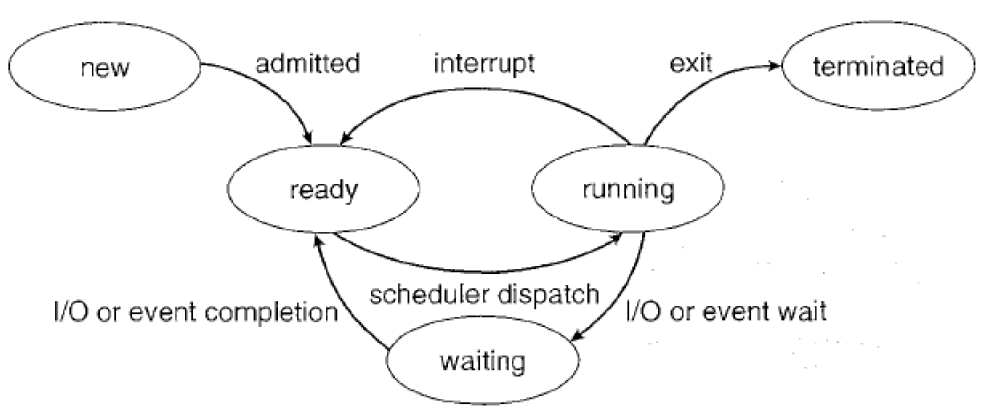 new
admitted
interrupt
exit
terminated
ready
running
I/O or event completion
scheduler dispatch
I/O or event wait
waiting